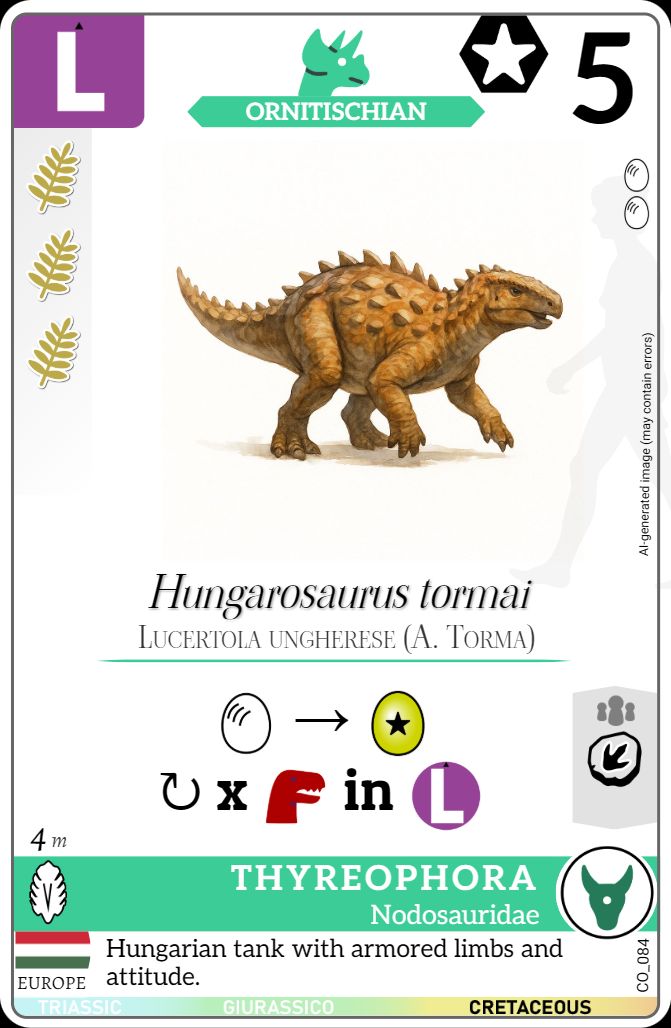 L
ORNITISCHIAN
5
AI-generated image (may contain errors)
Hungarosaurus tormai
Lucertola ungherese (A. Torma)
x in L
4 m
THYREOPHORA
Nodosauridae
Hungarian tank with armored limbs and
attitude.
EUROPE
CO_084
TRIASSIC GIURASSICO CRETACEOUS